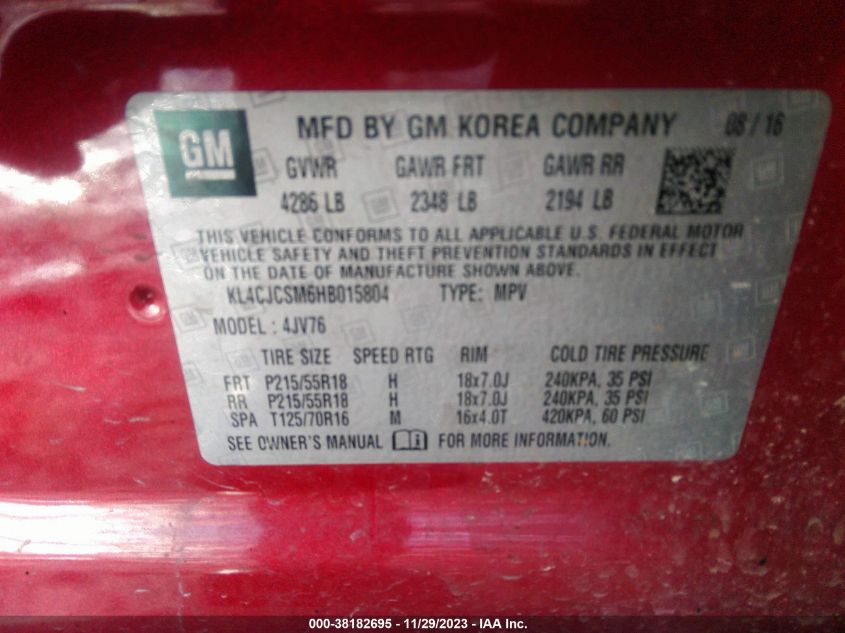 GM
MFD BY GM KOREA COMPANY 08/16
GVWR GAWR FRT GAWR RR
4286 LB 2348 LB 2194 LB
THIS VEHICLE CONFORMS TO ALL APPLICABLE U.S. FEDERAL MOTOR
VEHICLE SAFETY AND THEFT PREVENTION STANDARDS IN EFFECT
ON THE DATE OF MANUFACTURE SHOWN ABOVE.
KL4CJCSM6HB015804 TYPE: MPV
MODEL : 4JV76
TIRE SIZE SPEED RTG RIM COLD TIRE PRESSURE
FRT P215/55R18 H 18x7.0J 240KPA, 35 PSI
RR P215/55R18 H 18x7.0J 240KPA, 35 PSI
SPA T125/70R16 M 16x4.0T 420KPA, 60 PSI
SEE OWNER'S MANUAL FOR MORE INFORMATION.
000-38182695 - 11/29/2023 - IAA Inc.